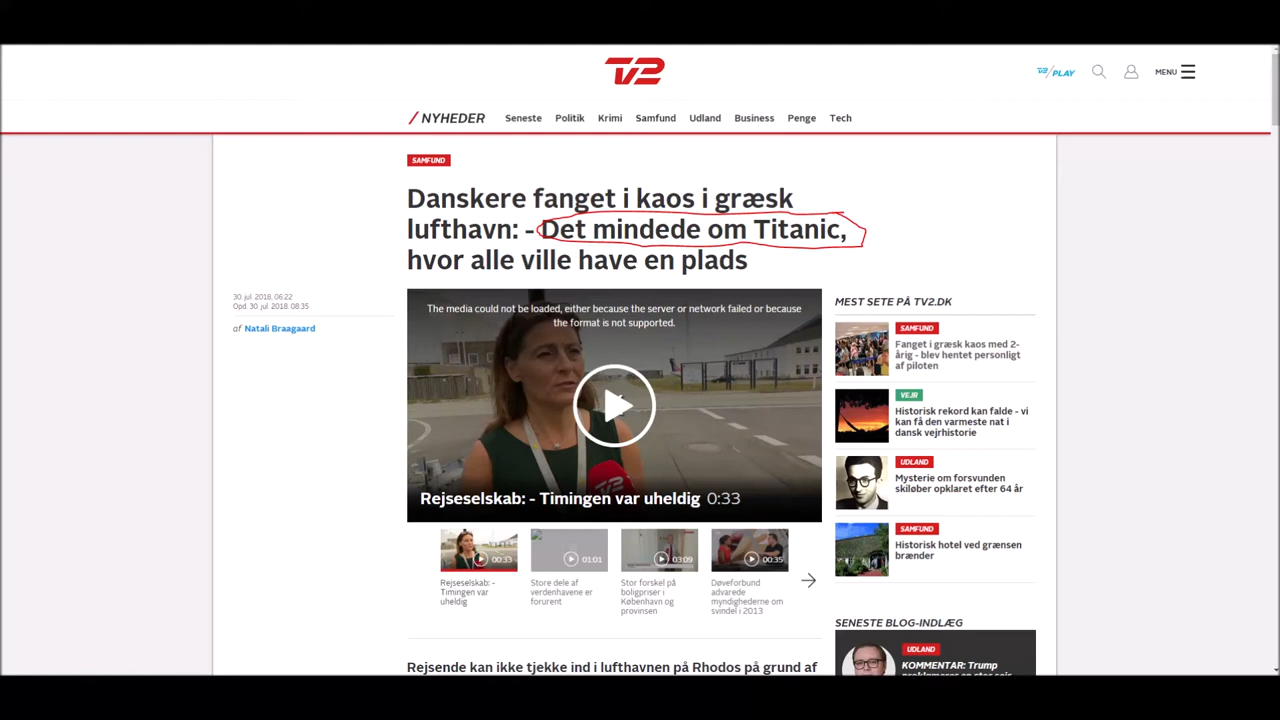 TV2
TV2/PLAY
MENU
/ NYHEDER
Seneste
Politik
Krimi
Samfund
Udland
Business
Penge
Tech
SAMFUND
Danskere fanget i kaos i græsk
lufthavn: - Det mindede om Titanic,
hvor alle ville have en plads
30. jul. 2018, 06:22
Opd. 30. jul. 2018. 08:35
af Natali Braagaard
The media could not be loaded, either because the server or network failed or because
the format is not supported.
TV2
Rejseselskab: - Timingen var uheldig 0:33
00:33
Rejseselskab: -
Timingen var
uheldig
01:01
Store dele af
verdenhavene er
forurent
03:09
Stor forskel på
boligpriser i
København og
provinsen
00:35
Døveforbund
advarede
myndighederne om
svindel i 2013
Rejsende kan ikke tjekke ind i lufthavnen på Rhodos på grund af
MEST SETE PÅ TV2.DK
SAMFUND
Fanget i græsk kaos med 2-
årig - blev hentet personligt
af piloten
VEJR
Historisk rekord kan falde - vi
kan få den varmeste nat i
dansk vejrhistorie
UDLAND
Mysterie om forsvunden
skiløber opklaret efter 64 år
SAMFUND
Historisk hotel ved grænsen
brænder
SENESTE BLOG-INDLÆG
UDLAND
KOMMENTAR: Trump